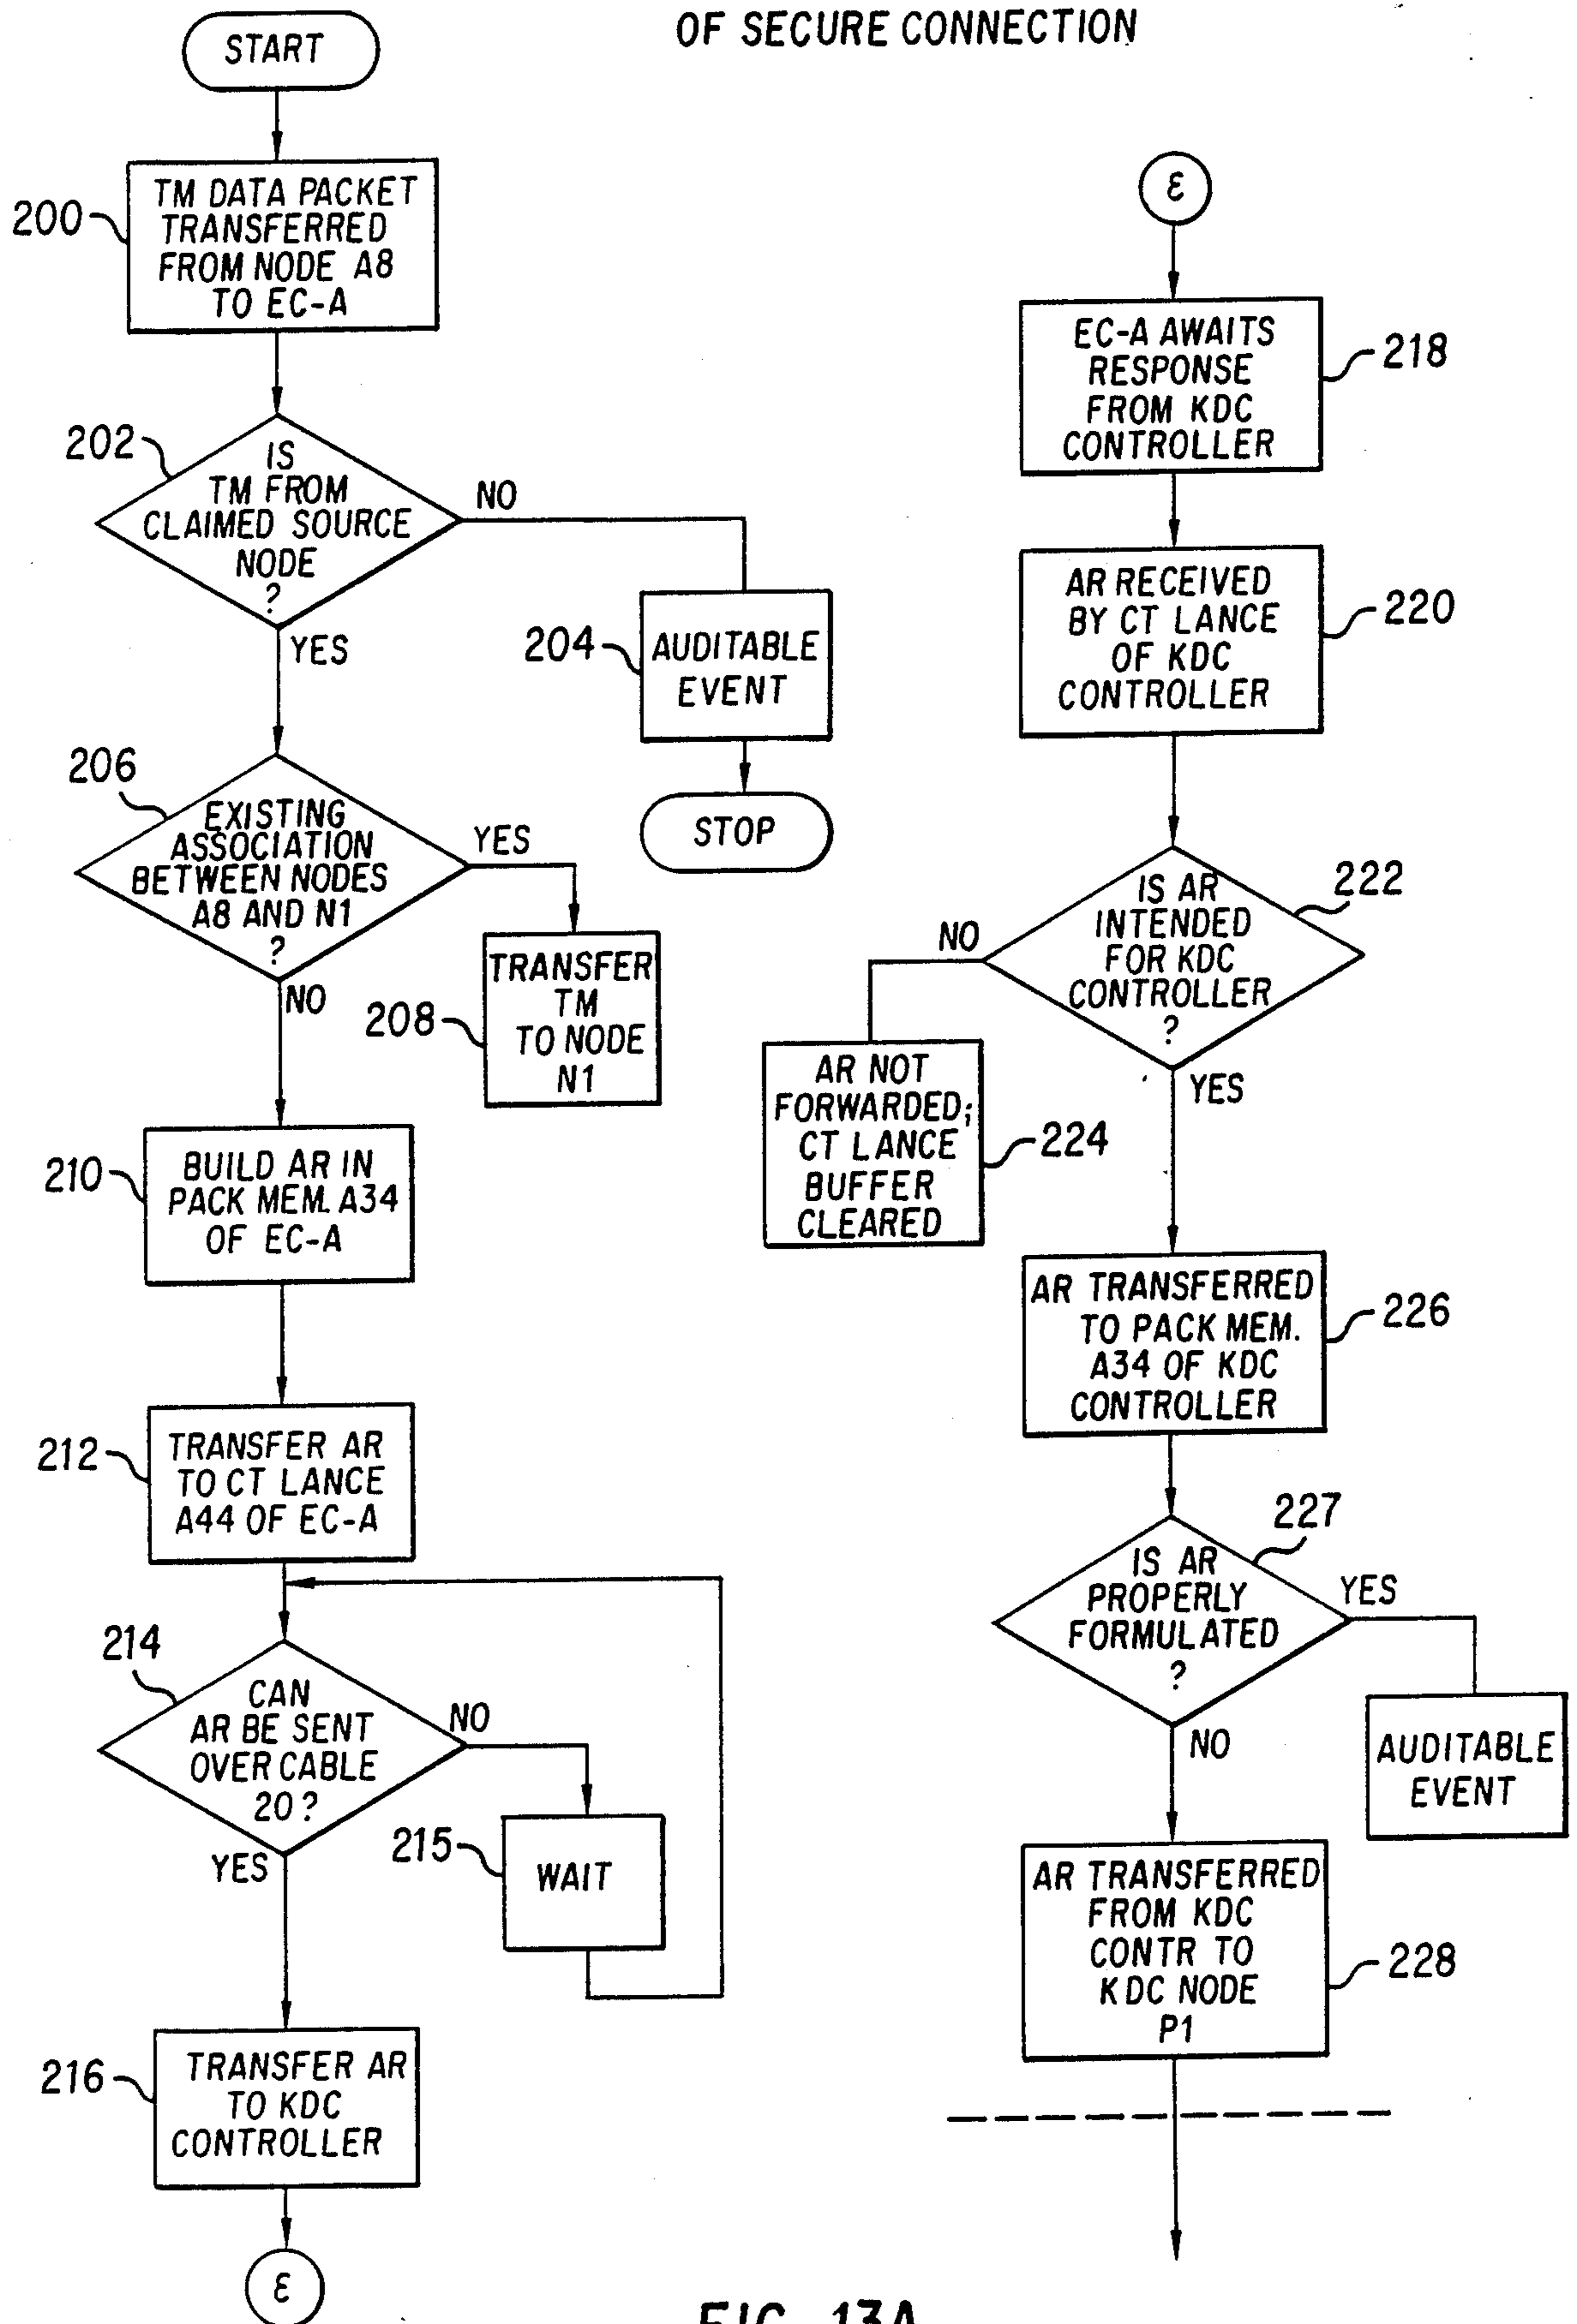 OF SECURE CONNECTION
START
200
TM DATA PACKET
TRANSFERRED
FROM NODE A8
TO EC-A
202
IS
TM FROM
CLAIMED SOURCE
NODE
?
NO
YES
204
AUDITABLE
EVENT
STOP
206
EXISTING
ASSOCIATION
BETWEEN NODES
A8 AND N1
?
YES
NO
208
TRANSFER
TM
TO NODE
N1
210
BUILD AR IN
PACK MEM. A34
OF EC-A
212
TRANSFER AR
TO CT LANCE
A44 OF EC-A
214
CAN
AR BE SENT
OVER CABLE
20?
NO
YES
215
WAIT
216
TRANSFER AR
TO KDC
CONTROLLER
ε
ε
EC-A AWAITS
RESPONSE
FROM KDC
CONTROLLER
218
AR RECEIVED
BY CT LANCE
OF KDC
CONTROLLER
220
IS AR
INTENDED
FOR KDC
CONTROLLER
?
222
NO
YES
AR NOT
FORWARDED;
CT LANCE
BUFFER
CLEARED
224
AR TRANSFERRED
TO PACK MEM.
A34 OF KDC
CONTROLLER
226
227
IS AR
PROPERLY
FORMULATED
?
YES
NO
AUDITABLE
EVENT
AR TRANSFERRED
FROM KDC
CONTR TO
KDC NODE
P1
228
FIG. 13A